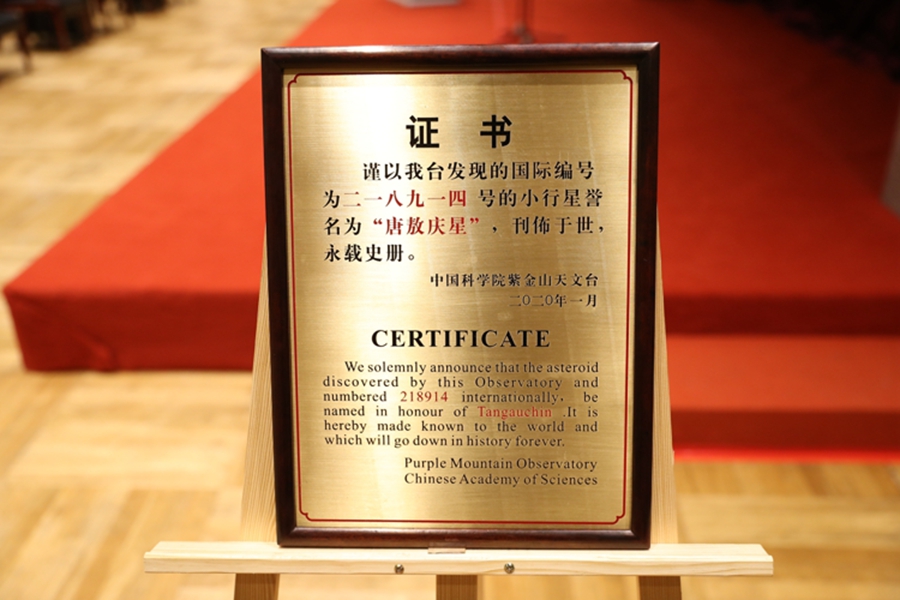 证 书
谨以我台发现的国际编号
为二一八九一四 号的小行星誉
名为“唐敖庆星”，刊佈于世，
永载史册。
中国科学院紫金山天文台
二〇二〇年一月
CERTIFICATE
We solemnly announce that the asteroid
discovered by this Observatory and
numbered 218914 internationally, be
named in honour of Tangauchin .It is
hereby made known to the world and
which will go down in history forever.
Purple Mountain Observatory
Chinese Academy of Sciences